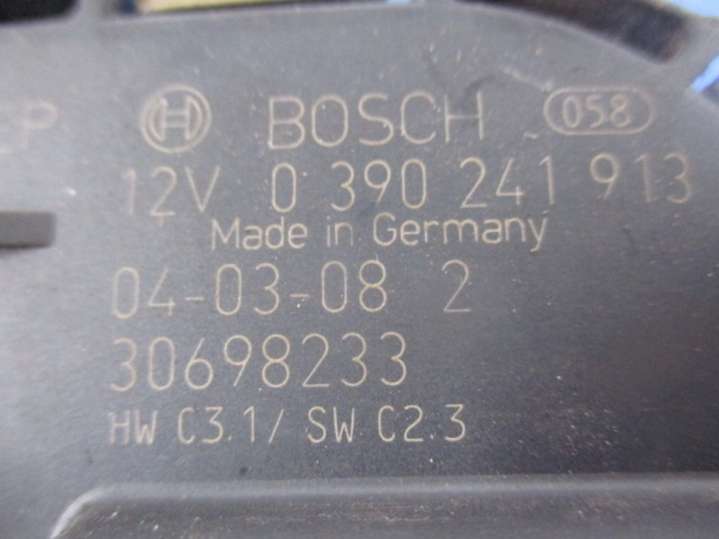 BOSCH 058
12V 0 390 241 913
Made in Germany
04-03-08 2
30698233
HW C3.1/ SW C2.3